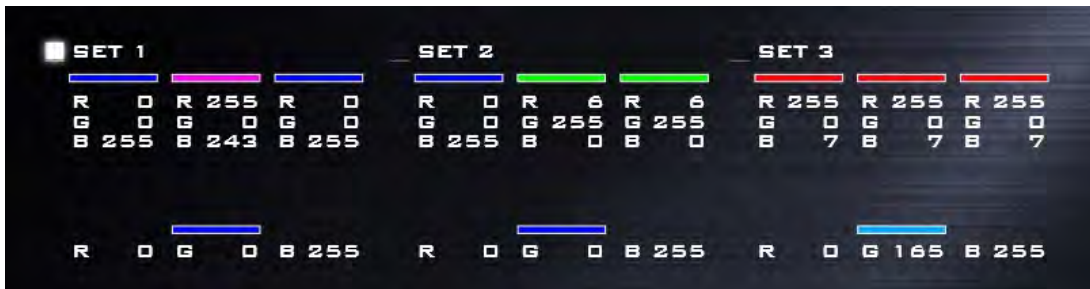 SET 1 SET 2 SET 3
R 0 R 255 R 0 R 0 R 6 R 6 R 255 R 255 R 255
G 0 G 0 G 0 G 0 G 255 G 255 G 0 G 0 G 0
B 255 B 243 B 255 B 255 B 0 B 0 B 7 B 7 B 7
R 0 G 0 B 255 R 0 G 0 B 255 R 0 G 165 B 255